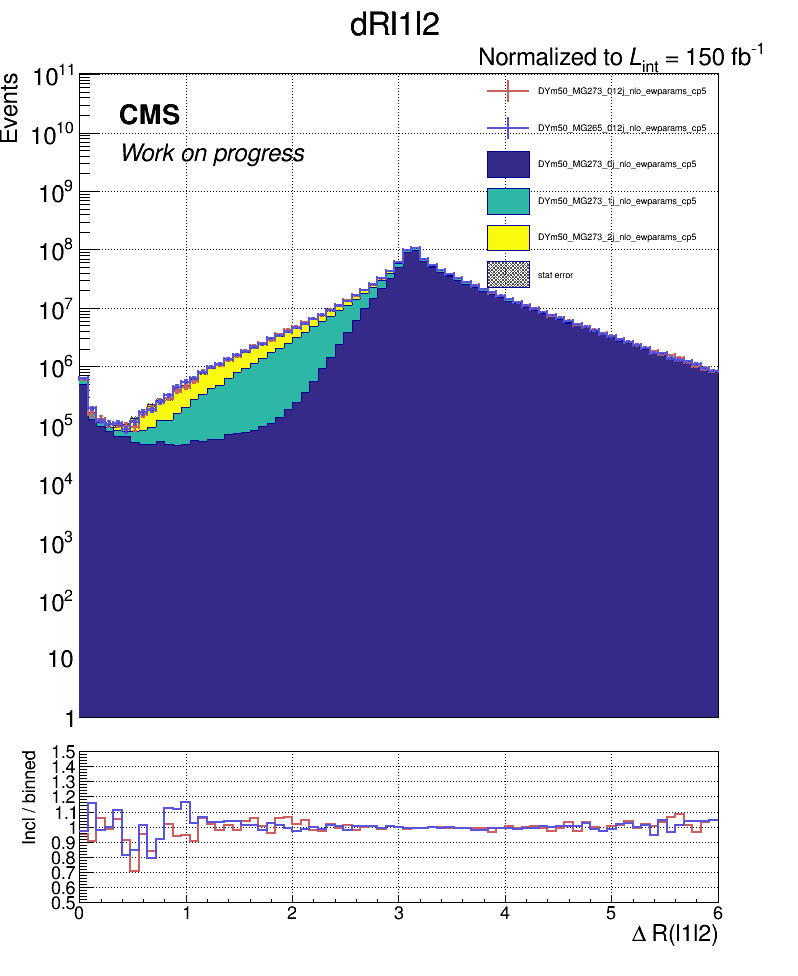 dRl1l2
Normalized to Lint = 150 fb-1
Events
10^11
10^10
10^9
10^8
10^7
10^6
10^5
10^4
10^3
10^2
10
1
CMS
Work on progress
DYm50_MG273_012j_nlo_ewparams_cp5
DYm50_MG265_012j_nlo_ewparams_cp5
DYm50_MG273_0j_nlo_ewparams_cp5
DYm50_MG273_1j_nlo_ewparams_cp5
DYm50_MG273_2j_nlo_ewparams_cp5
stat error
Incl / binned
1.5
1.4
1.3
1.2
1.1
1
0.9
0.8
0.7
0.6
0.5
0 1 2 3 4 5 6
Δ R(l1l2)